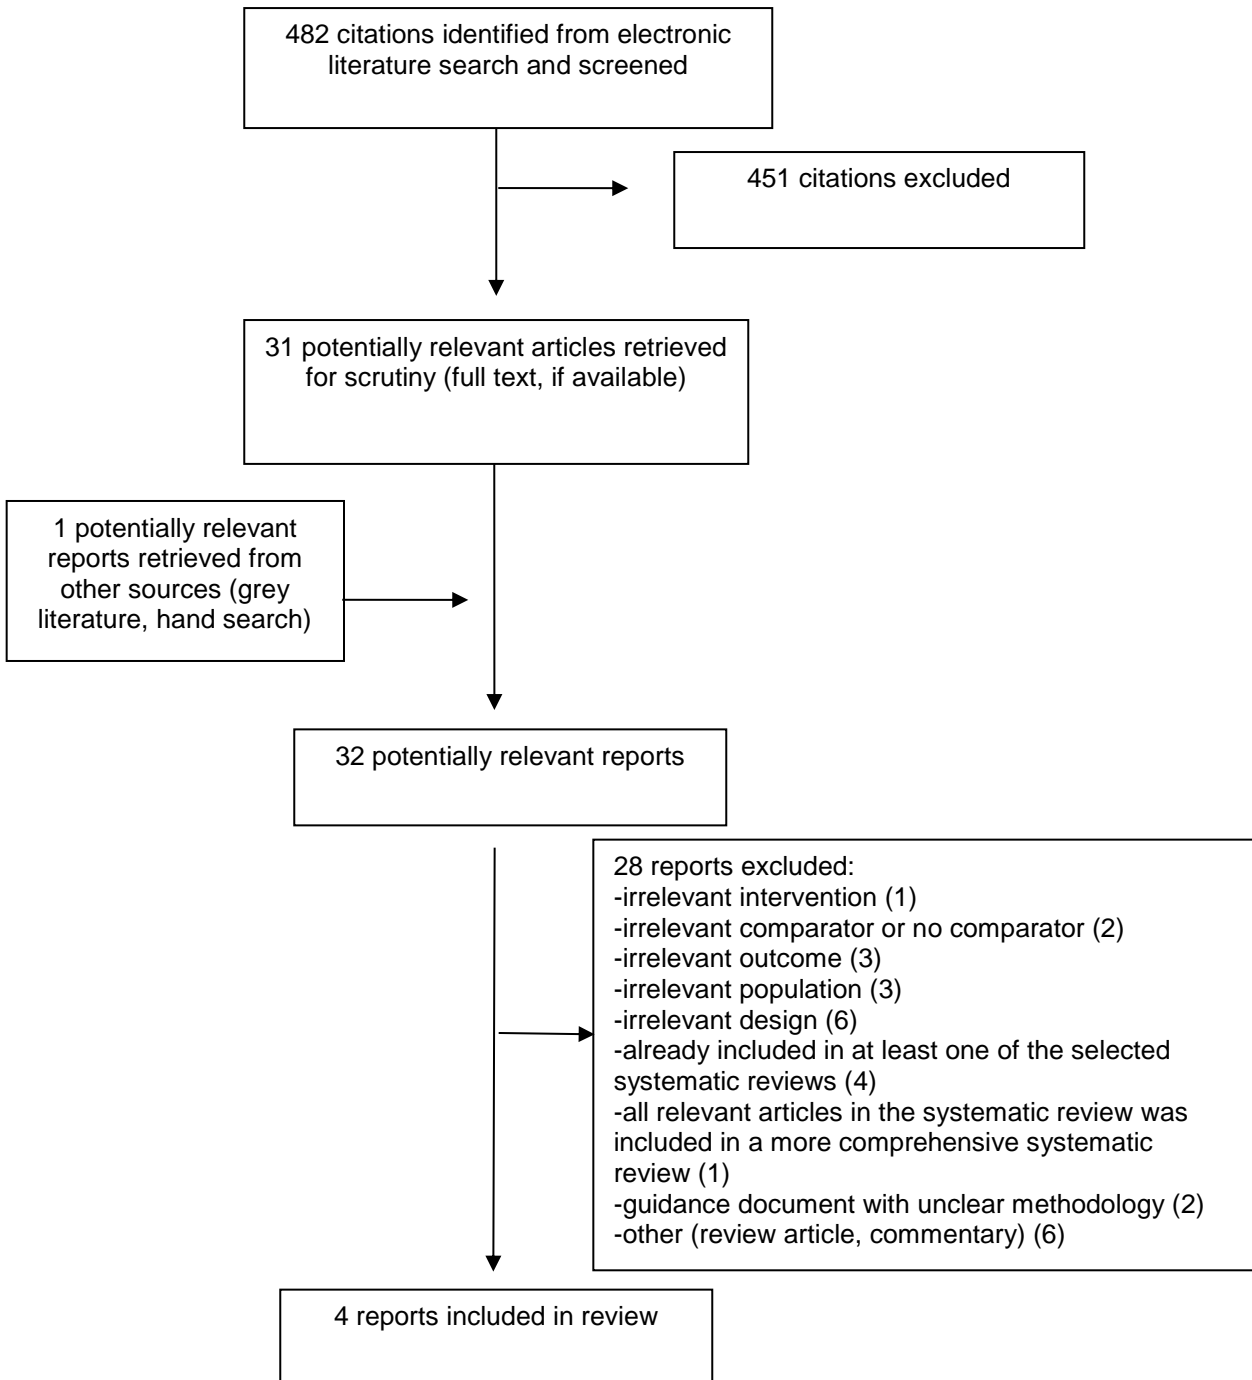 482 citations identified from electronic
literature search and screened
451 citations excluded
31 potentially relevant articles retrieved
for scrutiny (full text, if available)
1 potentially relevant
reports retrieved from
other sources (grey
literature, hand search)
32 potentially relevant reports
28 reports excluded:
-irrelevant intervention (1)
-irrelevant comparator or no comparator (2)
-irrelevant outcome (3)
-irrelevant population (3)
-irrelevant design (6)
-already included in at least one of the selected
systematic reviews (4)
-all relevant articles in the systematic review was
included in a more comprehensive systematic
review (1)
-guidance document with unclear methodology (2)
-other (review article, commentary) (6)
4 reports included in review